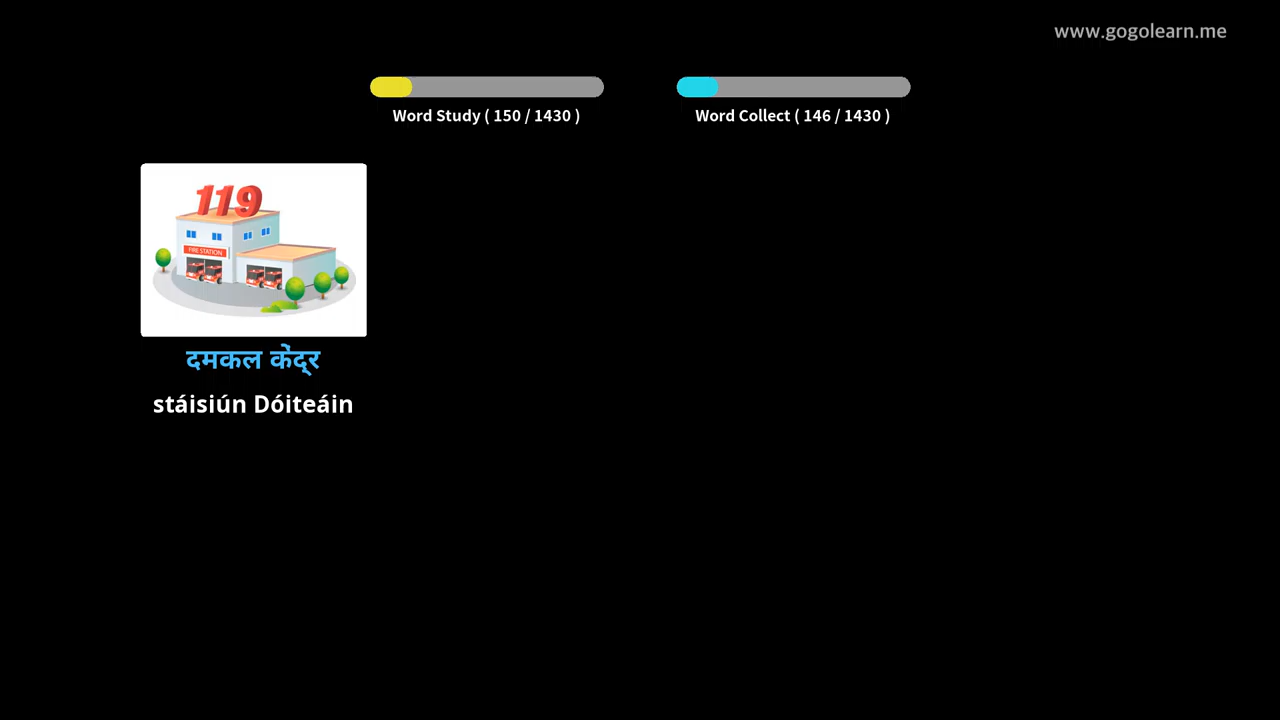 www.gogolearn.me
Word Study ( 150 / 1430 )
Word Collect ( 146 / 1430 )
119
FIRE STATION
दमकल केंद्र
stáisiún Dóiteáin